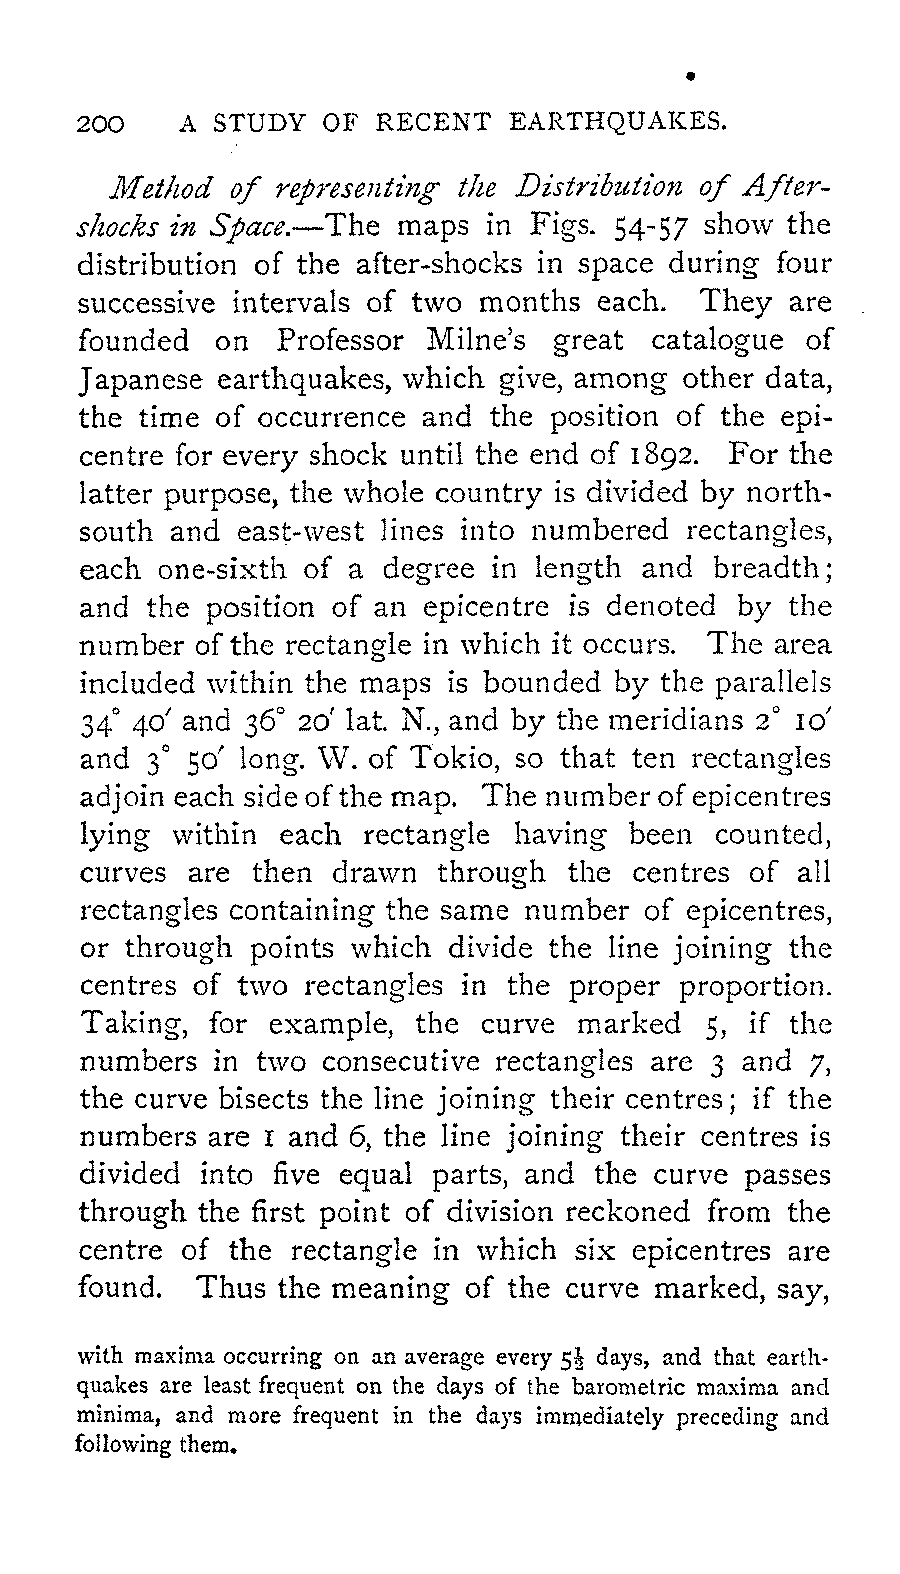 200 A STUDY OF RECENT EARTHQUAKES.
Method of representing the Distribution of After-
shocks in Space.—The maps in Figs. 54-57 show the
distribution of the after-shocks in space during four
successive intervals of two months each. They are
founded on Professor Milne's great catalogue of
Japanese earthquakes, which give, among other data,
the time of occurrence and the position of the epi-
centre for every shock until the end of 1892. For the
latter purpose, the whole country is divided by north-
south and east-west lines into numbered rectangles,
each one-sixth of a degree in length and breadth;
and the position of an epicentre is denoted by the
number of the rectangle in which it occurs. The area
included within the maps is bounded by the parallels
34° 40′ and 36° 20′ lat. N., and by the meridians 2° 10′
and 3° 50′ long. W. of Tokio, so that ten rectangles
adjoin each side of the map. The number of epicentres
lying within each rectangle having been counted,
curves are then drawn through the centres of all
rectangles containing the same number of epicentres,
or through points which divide the line joining the
centres of two rectangles in the proper proportion.
Taking, for example, the curve marked 5, if the
numbers in two consecutive rectangles are 3 and 7,
the curve bisects the line joining their centres; if the
numbers are 1 and 6, the line joining their centres is
divided into five equal parts, and the curve passes
through the first point of division reckoned from the
centre of the rectangle in which six epicentres are
found. Thus the meaning of the curve marked, say,
with maxima occurring on an average every 5½ days, and that earth-
quakes are least frequent on the days of the barometric maxima and
minima, and more frequent in the days immediately preceding and
following them.